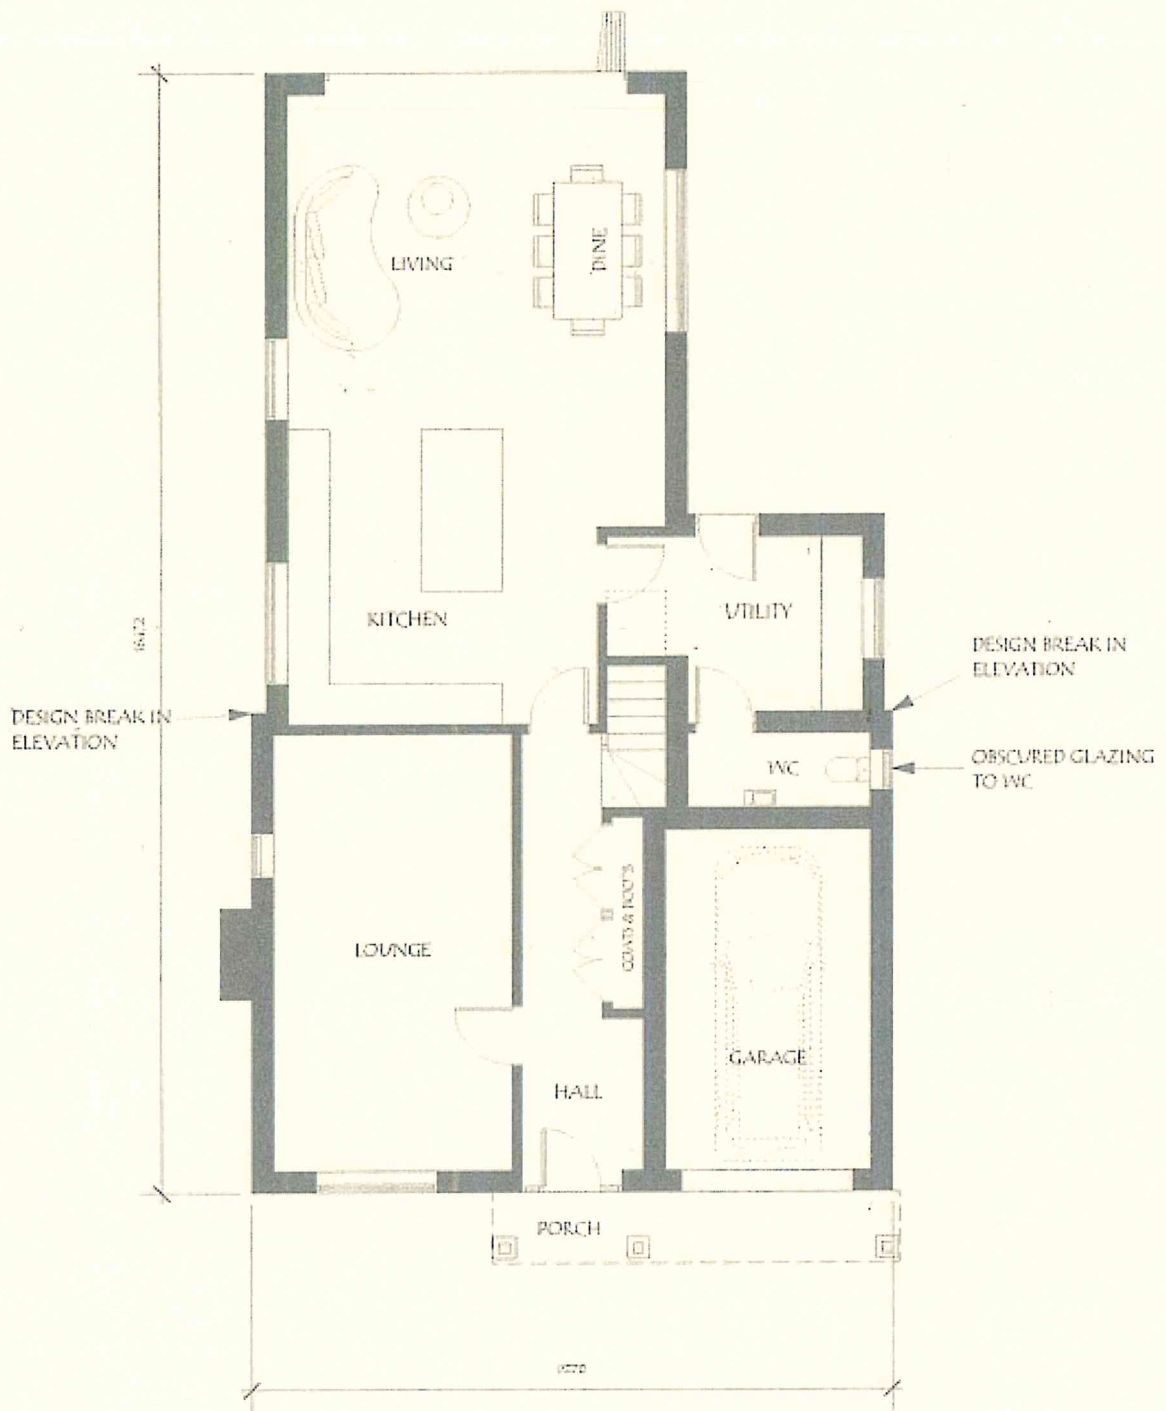 LIVING
DINE
KITCHEN
UTILITY
DESIGN BREAK IN
ELEVATION
DESIGN BREAK IN
ELEVATION
WC
OBSCURED GLAZING
TO WC
COATS &
LOUNGE
GARAGE
HALL
PORCH